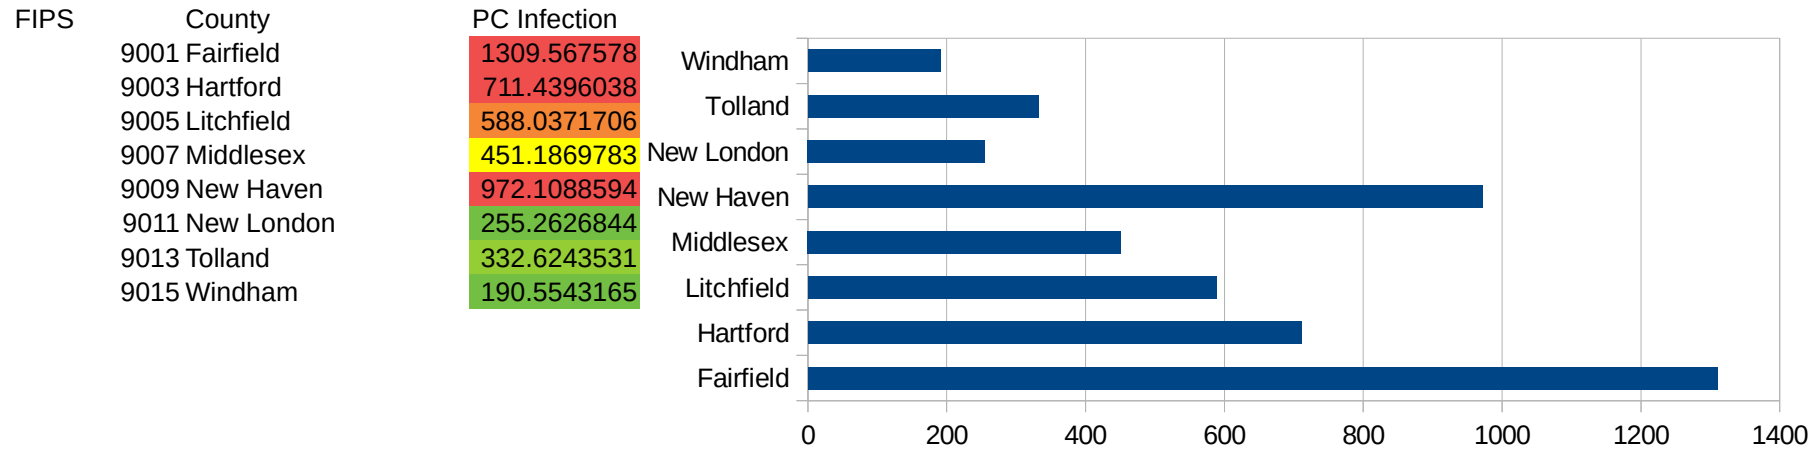 FIPS County PC Infection
9001 Fairfield 1309.567578
9003 Hartford 711.4396038
9005 Litchfield 588.0371706
9007 Middlesex 451.1869783
9009 New Haven 972.1088594
9011 New London 255.2626844
9013 Tolland 332.6243531
9015 Windham 190.5543165
Windham
Tolland
New London
New Haven
Middlesex
Litchfield
Hartford
Fairfield
0 200 400 600 800 1000 1200 1400